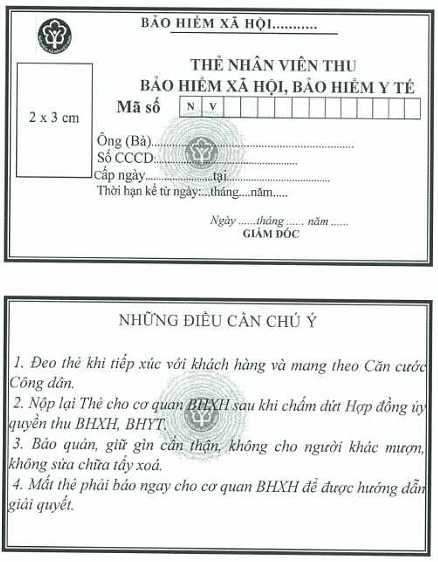 BẢO HIỂM XÃ HỘI...........
THẺ NHÂN VIÊN THU
BẢO HIỂM XÃ HỘI, BẢO HIỂM Y TẾ
Mã số N V
2 x 3 cm
Ông (Bà)..........................................................
Số CCCD:.........................................
Cấp ngày....................tại.................................
Thời hạn kể từ ngày:...tháng....năm.....
Ngày ......tháng ...... năm ......
GIÁM ĐỐC
NHỮNG ĐIỀU CẦN CHÚ Ý
1. Đeo thẻ khi tiếp xúc với khách hàng và mang theo Căn cước
Công dân.
2. Nộp lại Thẻ cho cơ quan BHXH sau khi chấm dứt Hợp đồng ủy
quyền thu BHXH, BHYT.
3. Bảo quản, giữ gìn cẩn thận, không cho người khác mượn,
không sửa chữa tẩy xoá.
4. Mất thẻ phải báo ngay cho cơ quan BHXH để được hướng dẫn
giải quyết.